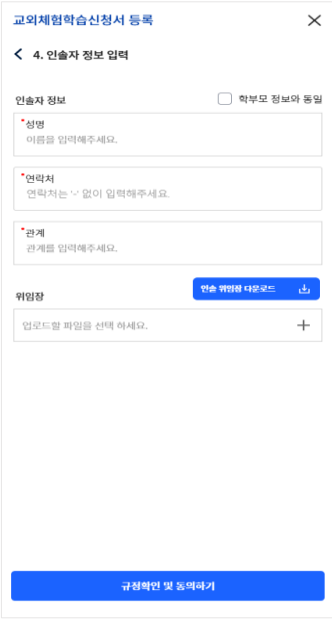 교외체험학습신청서 등록
4. 인솔자 정보 입력
인솔자 정보
학부모 정보와 동일
*성명
이름을 입력해주세요.
*연락처
연락처는 '-' 없이 입력해주세요.
*관계
관계를 입력해주세요.
위임장
인솔 위임장 다운로드
업로드할 파일을 선택 하세요.
규정확인 및 동의하기